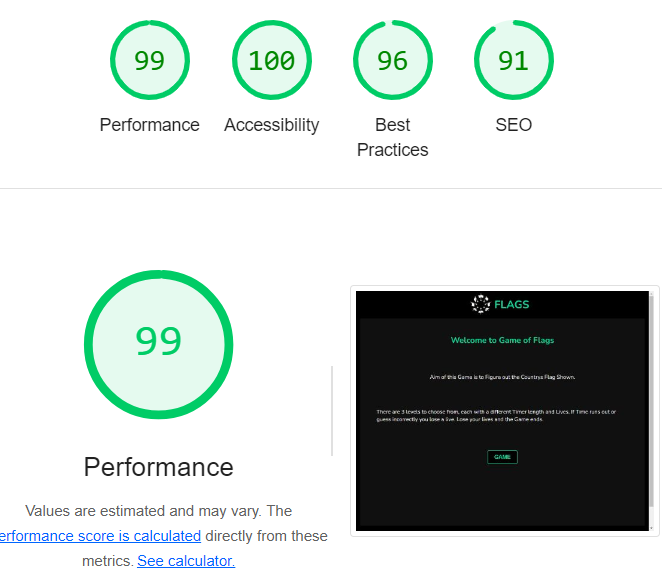 99
100
96
91
Performance
Accessibility
Best
Practices
SEO
99
Performance
Values are estimated and may vary. The
erformance score is calculated directly from these
metrics. See calculator.
FLAGS
Welcome to Game of Flags
Aim of this Game is to Figure out the Countrys Flag Shown.
There are 3 levels to choose from, each with a different Timer length and Lives. If Time runs out or
guess incorrectly you lose a live. Lose your lives and the Game ends.
GAME